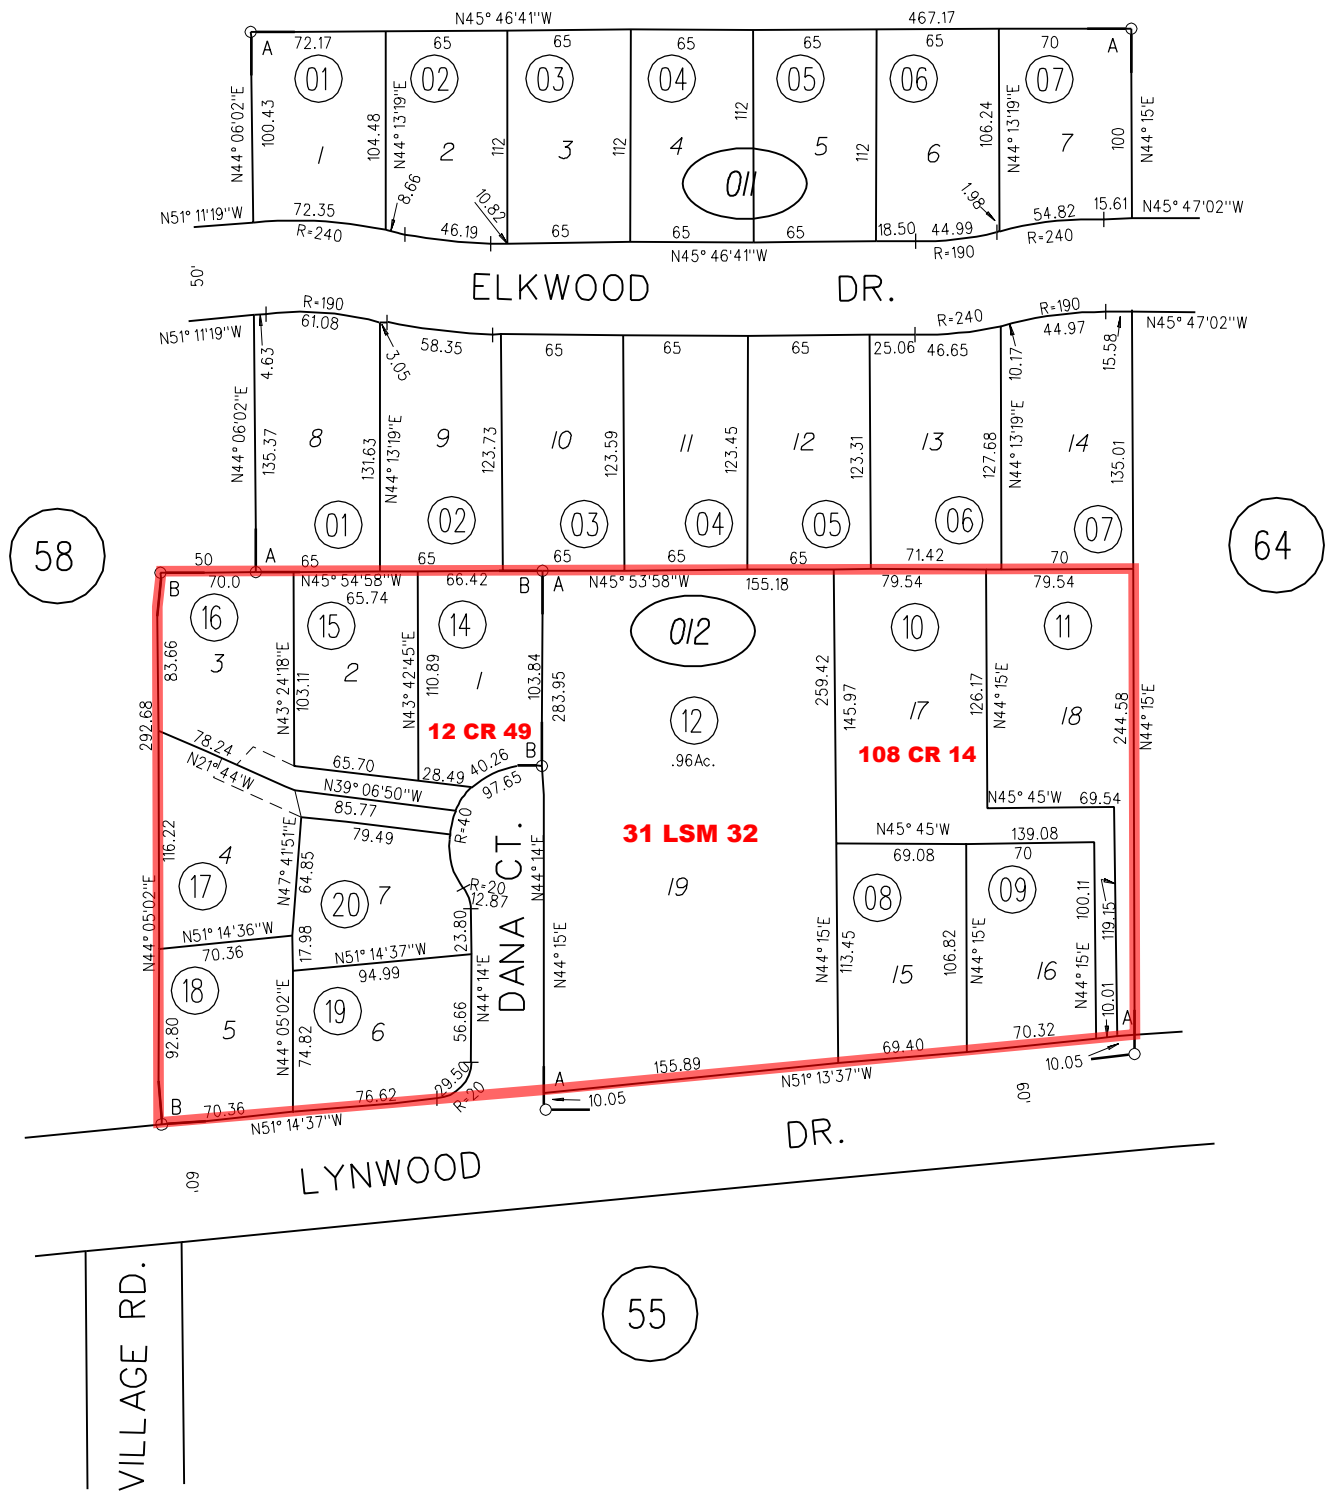 N45° 46'41"W 467.17
A 72.17 65 65 65 65 65 70 A
01 02 03 04 05 06 07
N44° 06'02"E 100.43 104.48 N44° 13'19"E 112 112 112 112 106.24 N44° 13'19"E 100 N44° 15'E
1 2 3 4 5 6 7
011
8.66 10.82 1.98
N51° 11'19"W 72.35 46.19 65 65 65 18.50 44.99 54.82 15.61 N45° 47'02"W
R=240 R=190 R=240
N45° 46'41"W
50'
ELKWOOD DR.
R=190 R=240 R=190
N51° 11'19"W 61.08 58.35 65 65 65 25.06 46.65 44.97 N45° 47'02"W
4.63 3.05 10.17 15.58
N44° 06'02"E 135.37 131.63 N44° 13'19"E 123.73 123.59 123.45 123.31 127.68 N44° 13'19"E 135.01
8 9 10 11 12 13 14
01 02 03 04 05 06 07
58
64
50 A 65 65 65 65 65 71.42 70
B 70.0 N45° 54'58"W 66.42 B A N45° 53'58"W 155.18 79.54 79.54
65.74
16 15 14 012 10 11
3 2 1
83.66 N43° 24'18"E 103.11 N43° 42'45"E 110.89 103.84 283.95 259.42 145.97 126.17 N44° 15'E 244.58 N44° 15'E
17 18
12
.96Ac.
12 CR 49
108 CR 14
31 LSM 32
292.68 78.24 N21° 44'W
65.70 28.49 40.26 B
N39° 06'50"W 97.65
85.77
79.49 R=40
N45° 45'W 69.54
N45° 45'W 139.08
69.08 70
116.22 4 N47° 41'51"E 64.85
17 20 7 R=20
12.87
19
N44° 14'E
08 09
100.11 119.15
N44° 05'02"E N51° 14'36"W 17.98 23.80
70.36 N51° 14'37"W
94.99
DANA CT.
N44° 15'E N44° 15'E 113.45 106.82 N44° 15'E N44° 15'E
15 16
18 19
5 6
92.80 N44° 05'02"E 74.82 56.66 N44° 14'E
10.01 A
70.32
69.40
10.05
155.89
N51° 13'37"W
29.50 R=20
A
10.05
B 70.36 76.62
N51° 14'37"W
60'
60'
LYNWOOD DR.
VILLAGE RD.
55